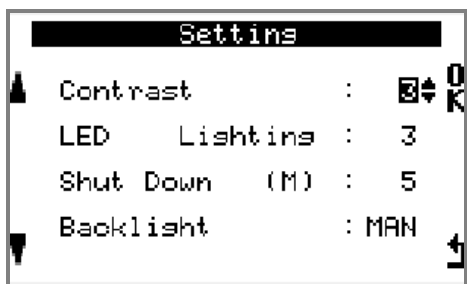 Setting
Contrast : 3 OK
LED Lighting : 3
Shut Down (M) : 5
Backlight : MAN